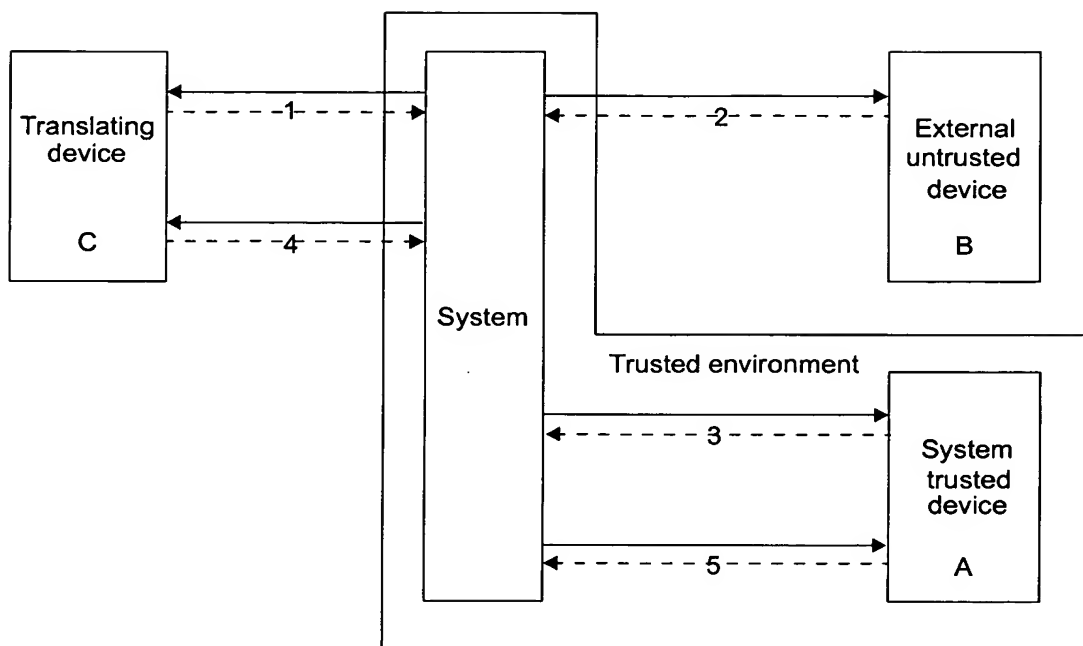 Translating
device
C
1
4
System
2
External
untrusted
device
B
Trusted environment
3
5
System
trusted
device
A